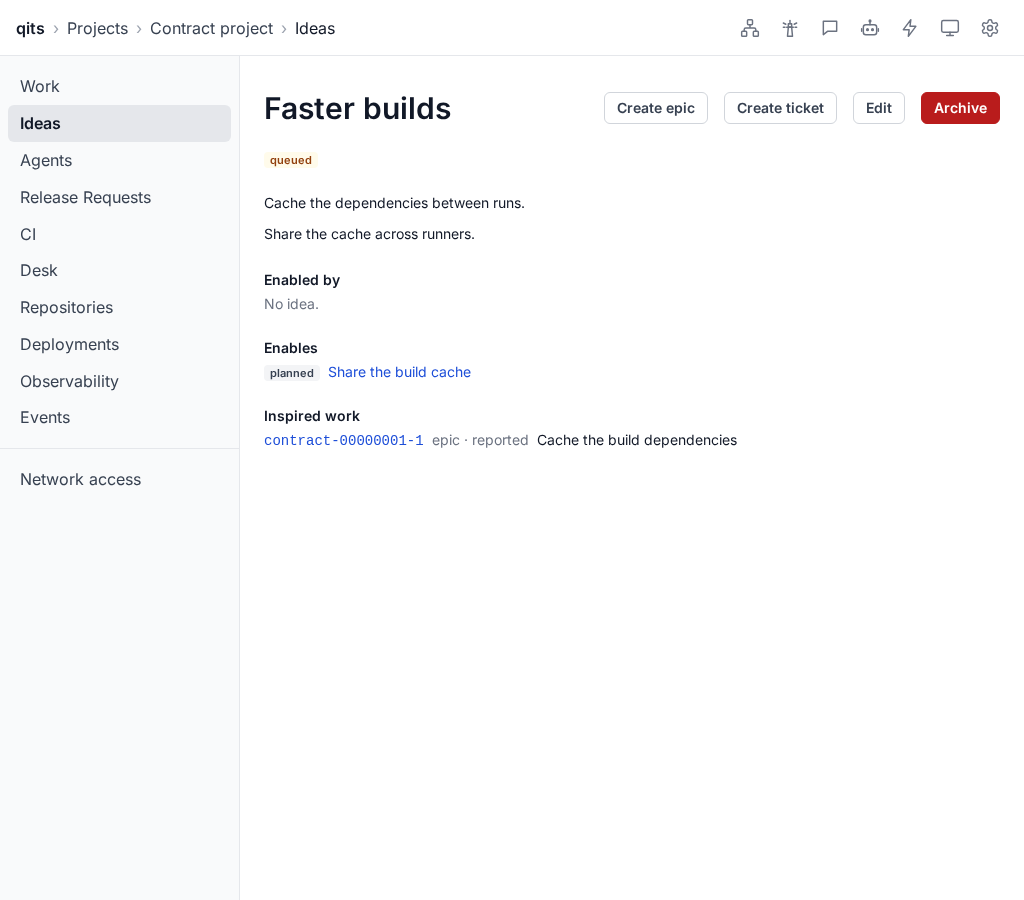 qits › Projects › Contract project › Ideas
Work
Ideas
Agents
Release Requests
CI
Desk
Repositories
Deployments
Observability
Events
Network access
Faster builds
Create epic
Create ticket
Edit
Archive
queued
Cache the dependencies between runs.
Share the cache across runners.
Enabled by
No idea.
Enables
planned Share the build cache
Inspired work
contract-00000001-1 epic · reported Cache the build dependencies